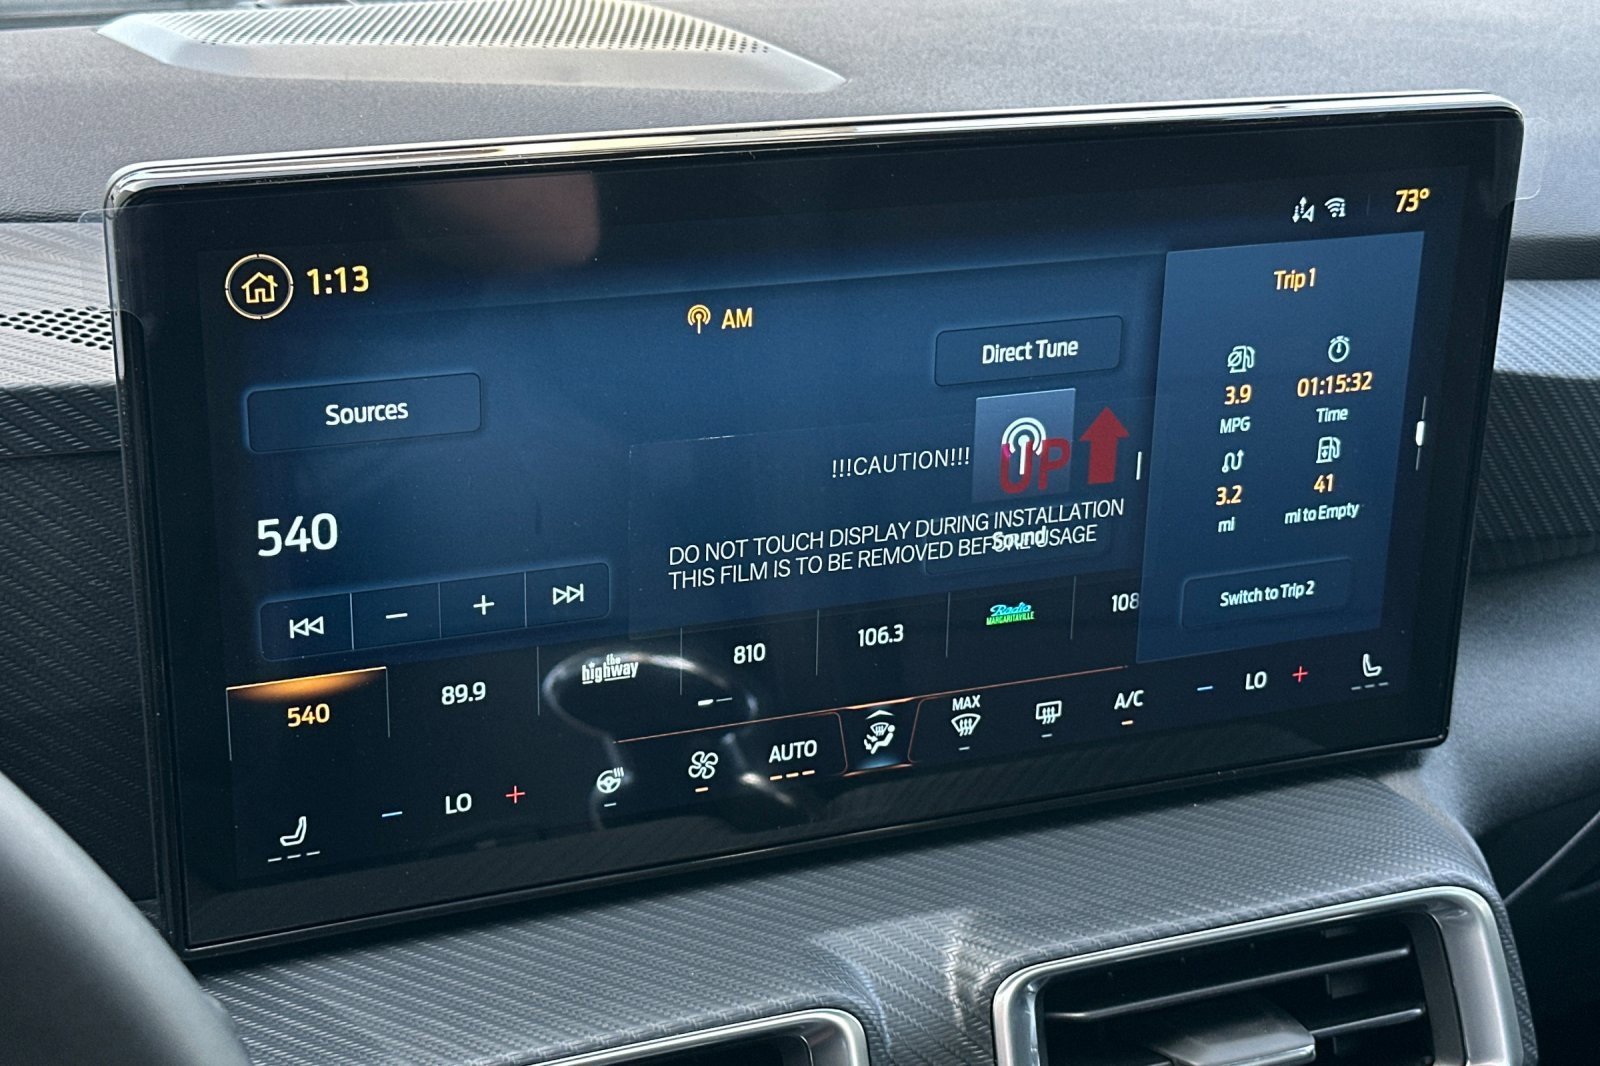 73°
1:13
AM
Direct Tune
Sources
Trip 1
3.9
MPG
01:15:32
Time
3.2
mi
41
mi to Empty
Switch to Trip 2
!!!CAUTION!!!
UP
DO NOT TOUCH DISPLAY DURING INSTALLATION
THIS FILM IS TO BE REMOVED BEFORE USAGE
Sound
540
540
89.9
the
highway
810
106.3
Radio
MARGARITAVILLE
108
LO
AUTO
MAX
A/C
LO